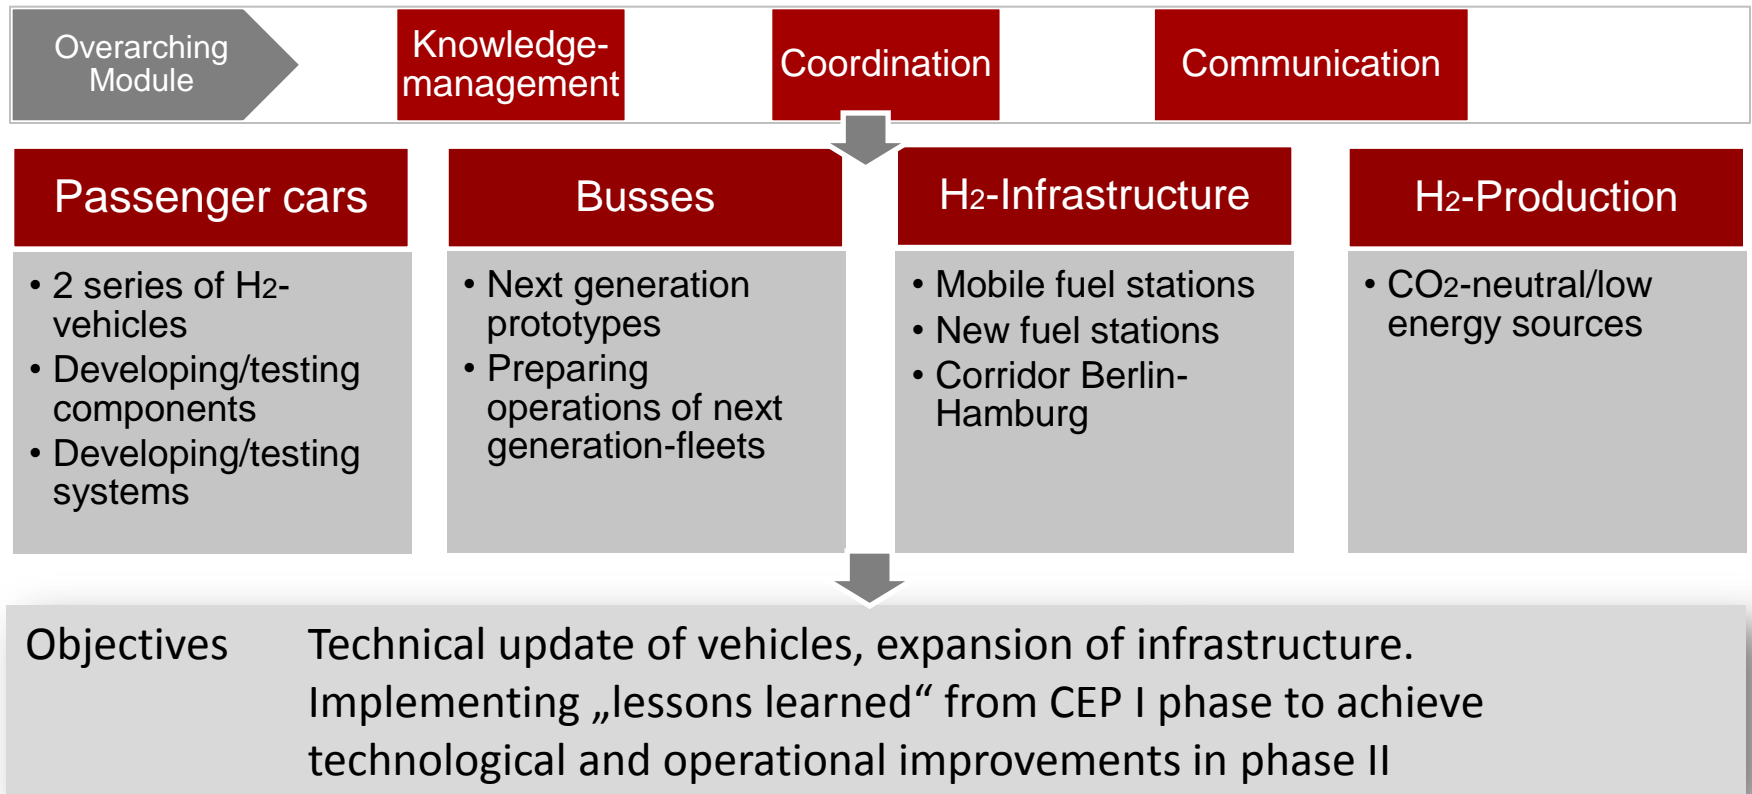 Overarching
Module
Knowledge-
management
Coordination
Communication
Passenger cars
• 2 series of H2-
vehicles
• Developing/testing
components
• Developing/testing
systems
Busses
• Next generation
prototypes
• Preparing
operations of next
generation-fleets
H2-Infrastructure
• Mobile fuel stations
• New fuel stations
• Corridor Berlin-
Hamburg
H2-Production
• CO2-neutral/low
energy sources
Objectives
Technical update of vehicles, expansion of infrastructure.
Implementing „lessons learned“ from CEP I phase to achieve
technological and operational improvements in phase II